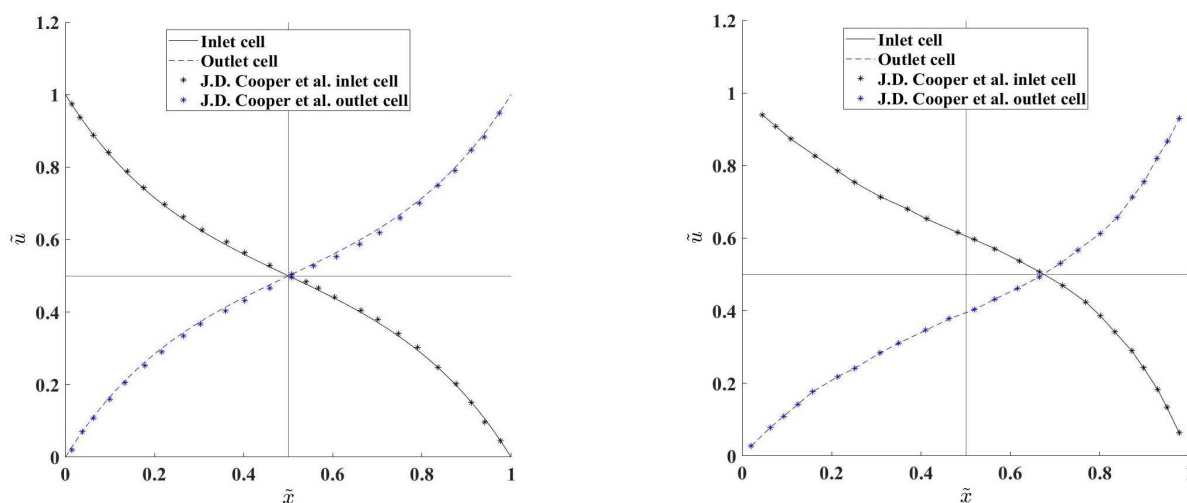 1.2
1
0.8
0.6
0.4
0.2
0
ũ
Inlet cell
Outlet cell
J.D. Cooper et al. inlet cell
J.D. Cooper et al. outlet cell
0 0.2 0.4 0.6 0.8 1
x̃
1.2
1
0.8
0.6
0.4
0.2
0
ũ
Inlet cell
Outlet cell
J.D. Cooper et al. inlet cell
J.D. Cooper et al. outlet cell
0 0.2 0.4 0.6 0.8 1
x̃